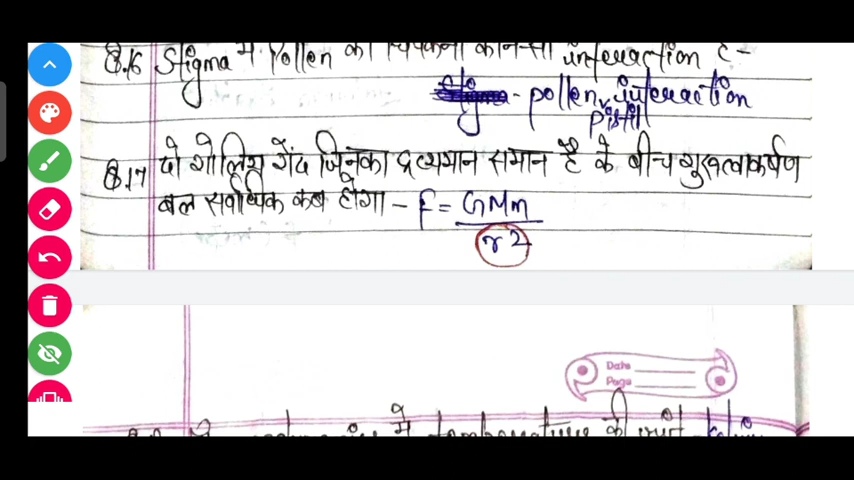 Q.16 Stigma में Pollen का चिपकना कौनसी interaction है -
pollen pistil interaction
Q.17 दो गोलिय गेंद जिनका द्रव्यमान समान है के बीच गुरुत्वाकर्षण
बल सर्वाधिक कब होगा - F = GMm
r2
Date
Page
में temperature की